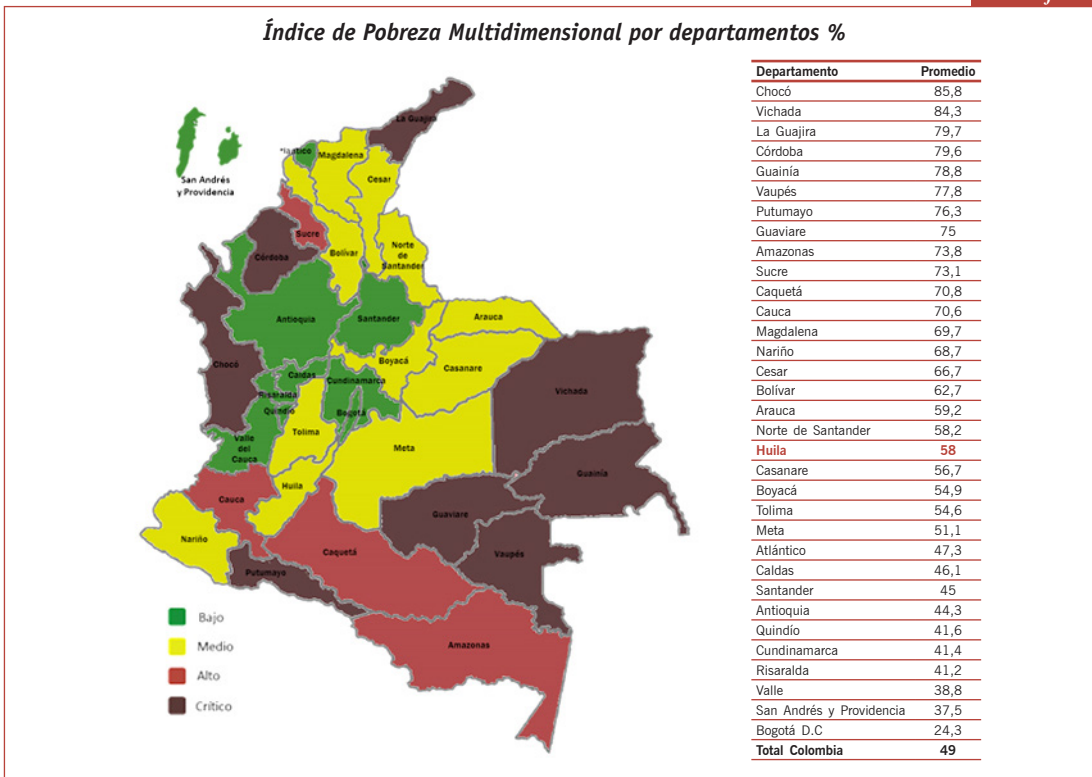 Índice de Pobreza Multidimensional por departamentos %
La Guajira
Magdalena
Cesar
San Andrés
y Providencia
Sucre
Bolívar
Norte
de
Santander
Córdoba
Antioquia
Santander
Arauca
Chocó
Boyacá
Casanare
Caldas
Cundinamarca
Risaralda
Quindío
Bogotá
Vichada
Tolima
Valle
del
Cauca
Meta
Guainía
Huila
Cauca
Guaviare
Nariño
Caquetá
Vaupés
Putumayo
Amazonas
Bajo
Medio
Alto
Crítico
Departamento Promedio
Chocó 85,8
Vichada 84,3
La Guajira 79,7
Córdoba 79,6
Guainía 78,8
Vaupés 77,8
Putumayo 76,3
Guaviare 75
Amazonas 73,8
Sucre 73,1
Caquetá 70,8
Cauca 70,6
Magdalena 69,7
Nariño 68,7
Cesar 66,7
Bolívar 62,7
Arauca 59,2
Norte de Santander 58,2
Huila 58
Casanare 56,7
Boyacá 54,9
Tolima 54,6
Meta 51,1
Atlántico 47,3
Caldas 46,1
Santander 45
Antioquia 44,3
Quindío 41,6
Cundinamarca 41,4
Risaralda 41,2
Valle 38,8
San Andrés y Providencia 37,5
Bogotá D.C 24,3
Total Colombia 49